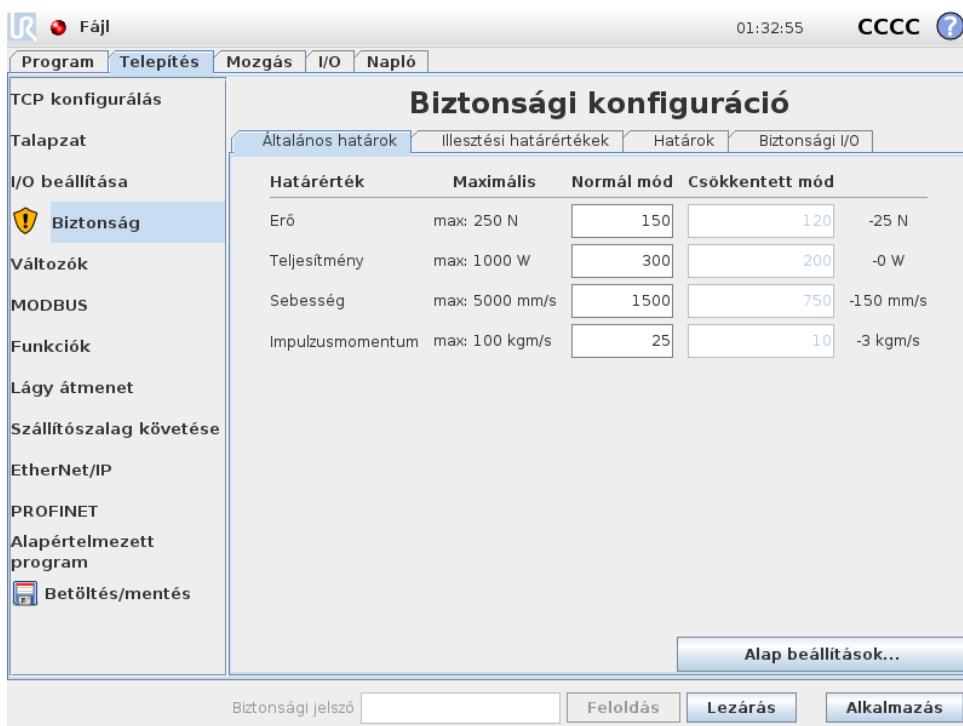 UR Fájl 01:32:55 CCCC ?
Program Telepítés Mozgás I/O Napló
TCP konfigurálás
Talapzat
I/O beállítása
Biztonság
Változók
MODBUS
Funkciók
Lágy átmenet
Szállítószalag követése
EtherNet/IP
PROFINET
Alapértelmezett
program
Betöltés/mentés
Biztonsági konfiguráció
Általános határok Illesztési határértékek Határok Biztonsági I/O
Határérték Maximális Normál mód Csökkentett mód
Erő max: 250 N 150 120 -25 N
Teljesítmény max: 1000 W 300 200 -0 W
Sebesség max: 5000 mm/s 1500 750 -150 mm/s
Impulzusmomentum max: 100 kgm/s 25 10 -3 kgm/s
Alap beállítások...
Biztonsági jelszó Feloldás Lezárás Alkalmazás